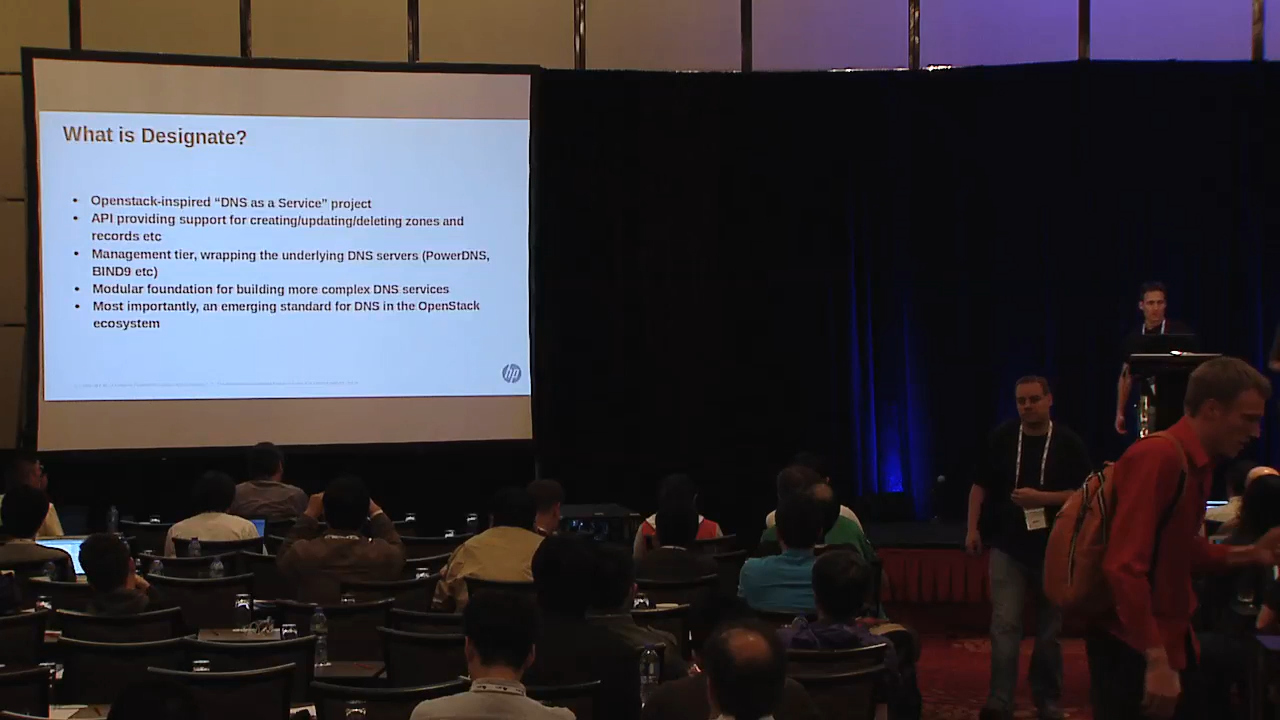 What is Designate?
• Openstack-inspired “DNS as a Service” project
• API providing support for creating/updating/deleting zones and
records etc
• Management tier, wrapping the underlying DNS servers (PowerDNS,
BIND9 etc)
• Modular foundation for building more complex DNS services
• Most importantly, an emerging standard for DNS in the OpenStack
ecosystem
hp